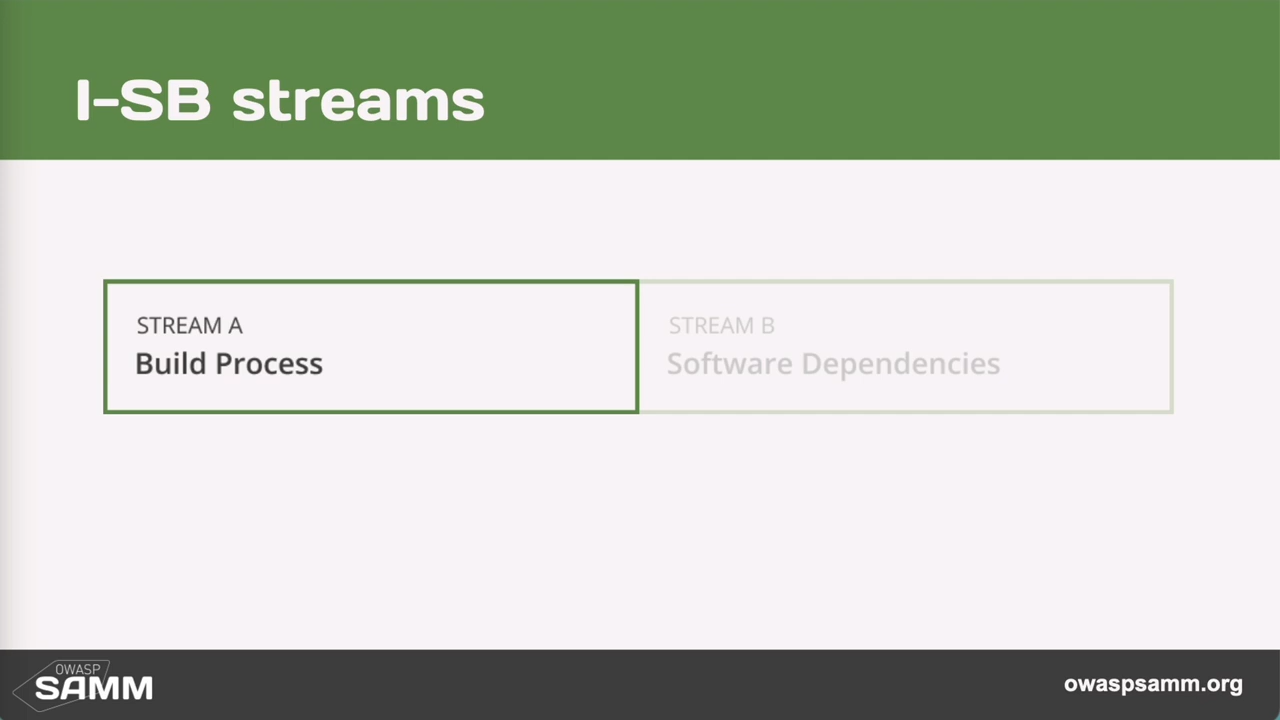 I-SB streams
STREAM A
Build Process
STREAM B
Software Dependencies
OWASP
SAMM
owaspsamm.org